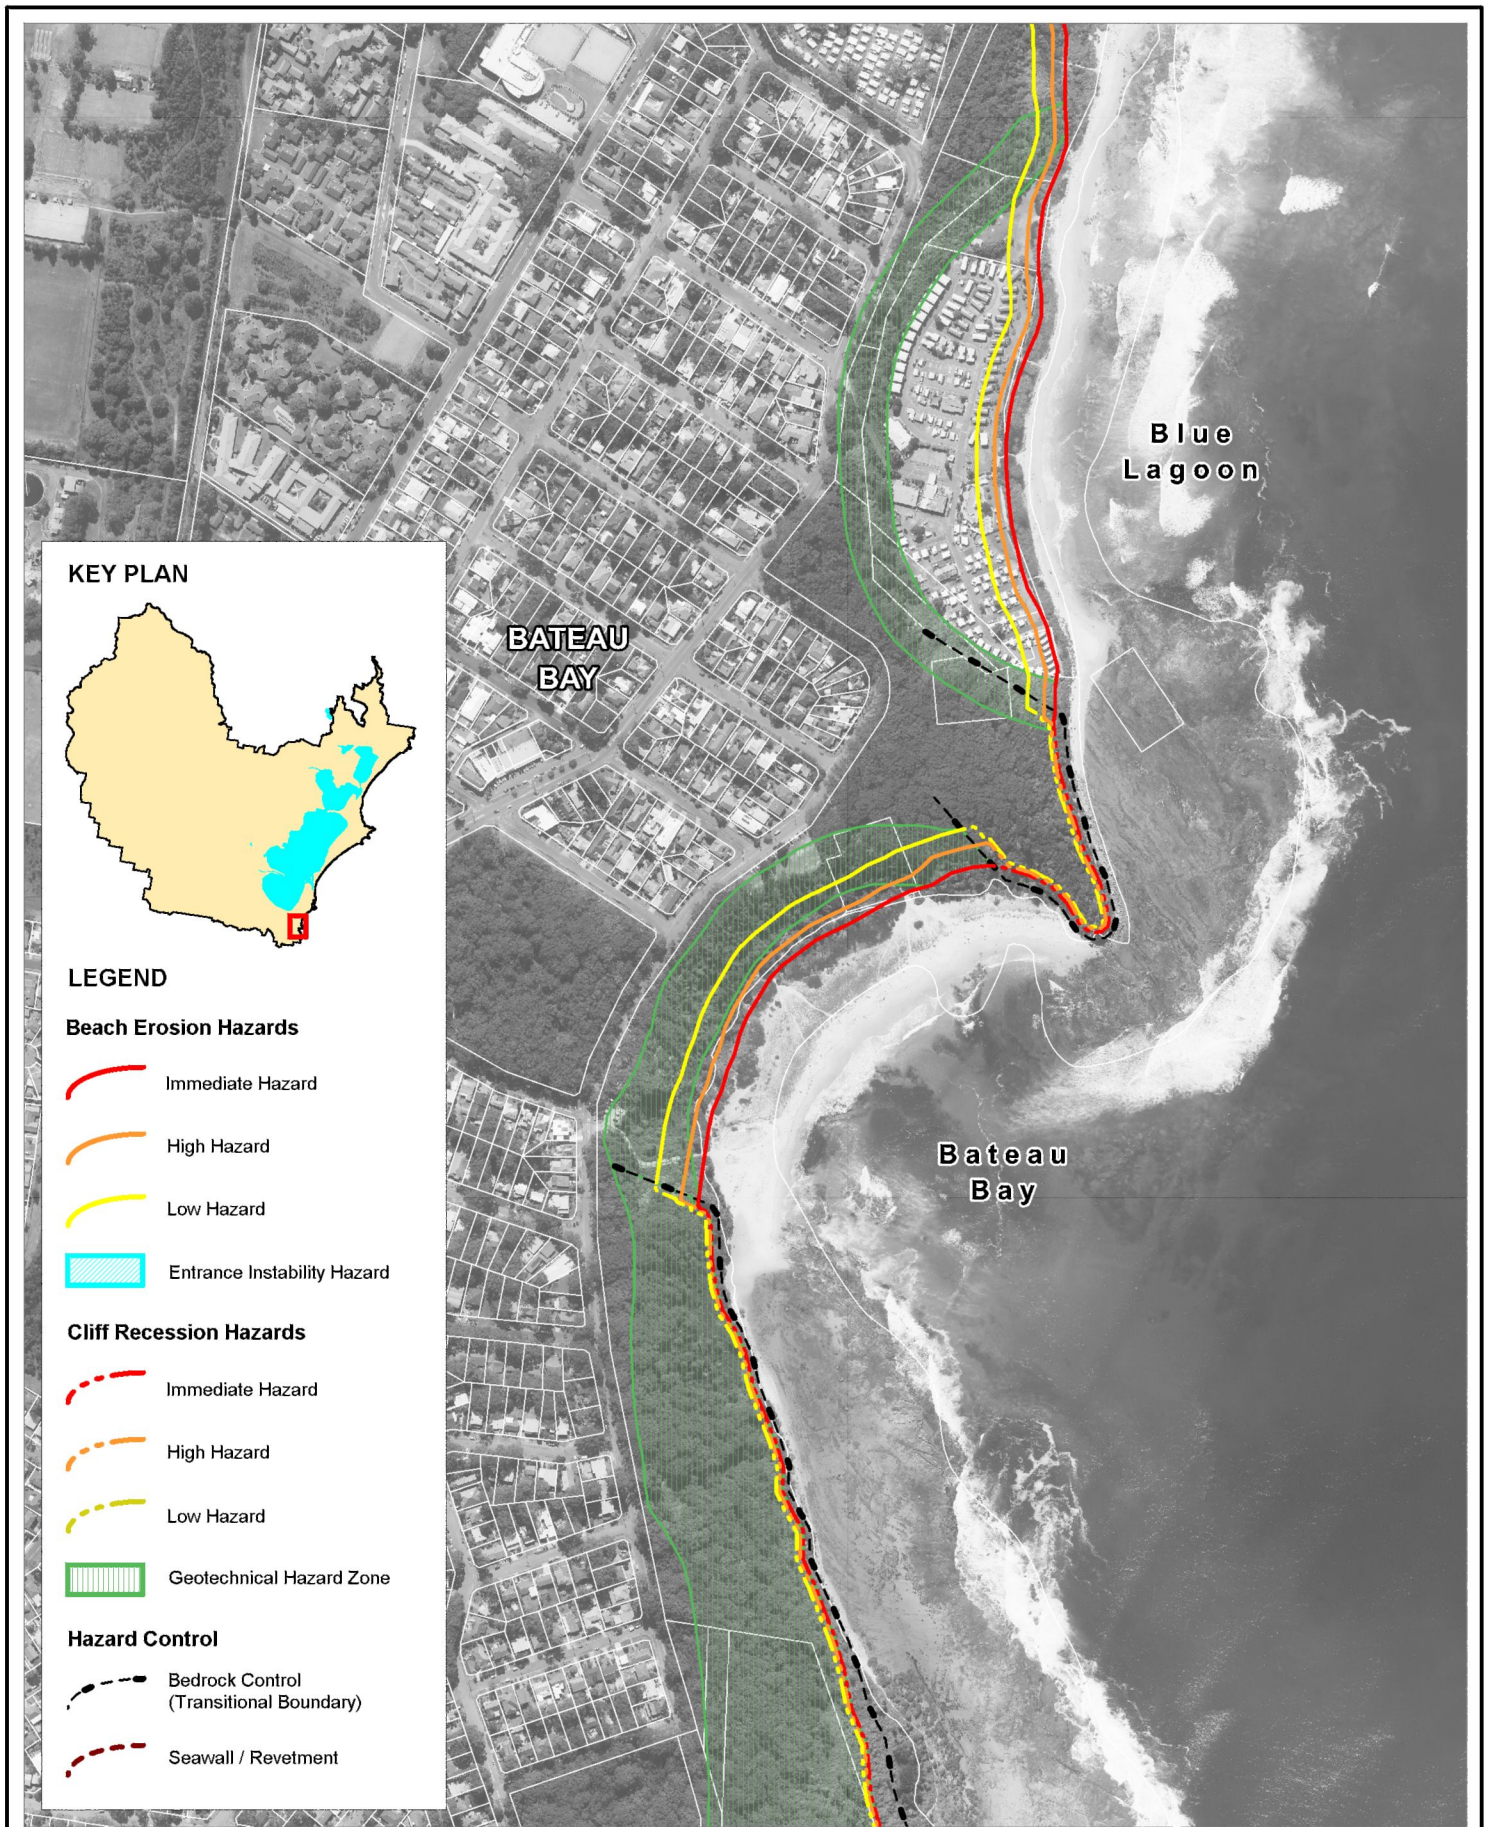 Blue
Lagoon
BATEAU
BAY
Bateau
Bay
KEY PLAN
LEGEND
Beach Erosion Hazards
Immediate Hazard
High Hazard
Low Hazard
Entrance Instability Hazard
Cliff Recession Hazards
Immediate Hazard
High Hazard
Low Hazard
Geotechnical Hazard Zone
Hazard Control
Bedrock Control
(Transitional Boundary)
Seawall / Revetment